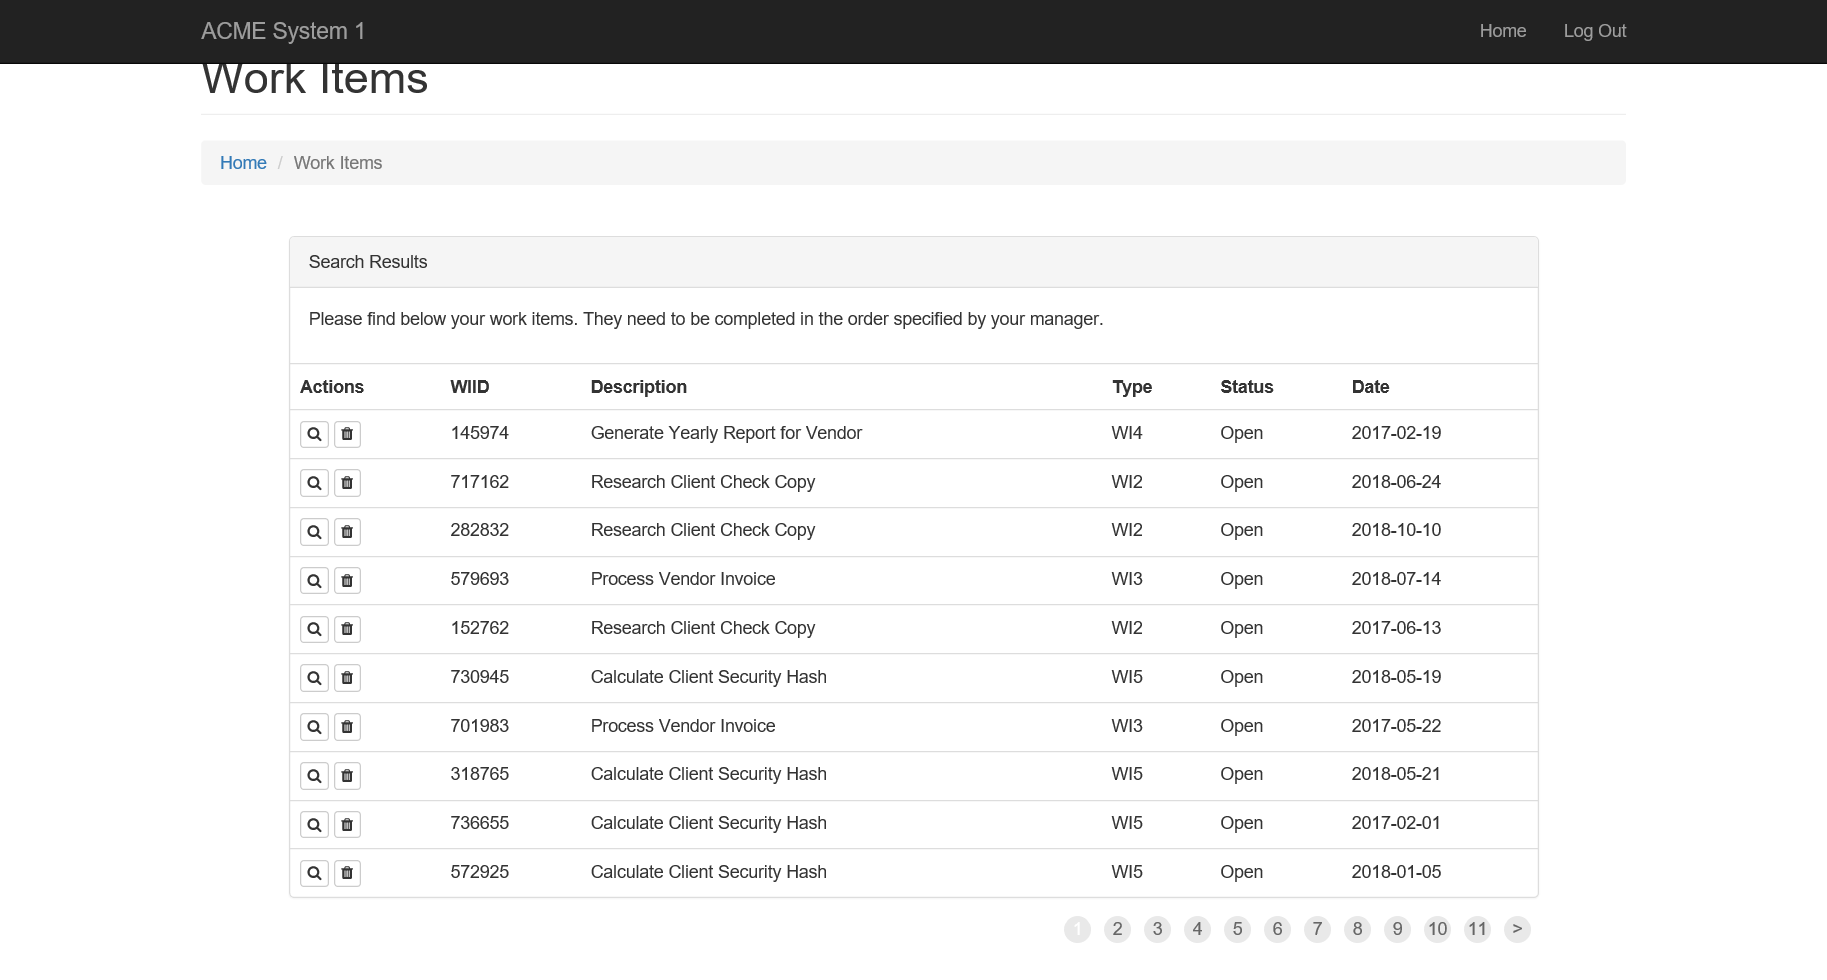 ACME System 1 Home Log Out
Work Items
Home / Work Items
Search Results
Please find below your work items. They need to be completed in the order specified by your manager.
Actions WIID Description Type Status Date
145974 Generate Yearly Report for Vendor WI4 Open 2017-02-19
717162 Research Client Check Copy WI2 Open 2018-06-24
282832 Research Client Check Copy WI2 Open 2018-10-10
579693 Process Vendor Invoice WI3 Open 2018-07-14
152762 Research Client Check Copy WI2 Open 2017-06-13
730945 Calculate Client Security Hash WI5 Open 2018-05-19
701983 Process Vendor Invoice WI3 Open 2017-05-22
318765 Calculate Client Security Hash WI5 Open 2018-05-21
736655 Calculate Client Security Hash WI5 Open 2017-02-01
572925 Calculate Client Security Hash WI5 Open 2018-01-05
1 2 3 4 5 6 7 8 9 10 11 >